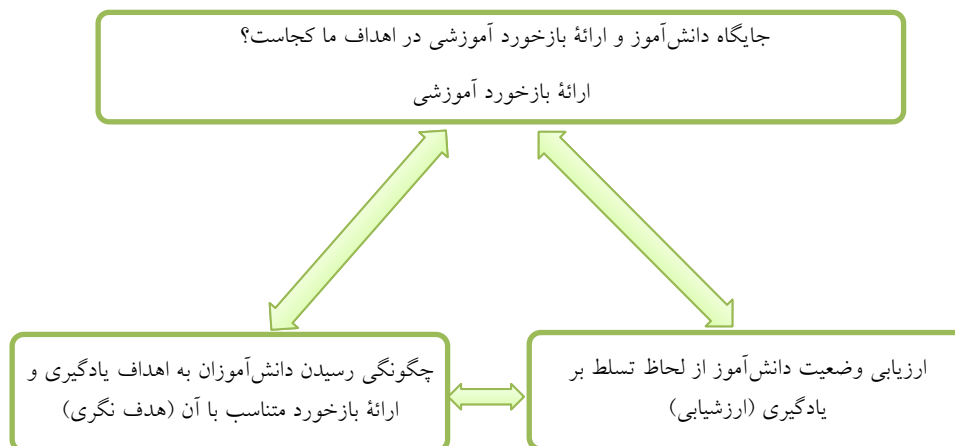 جایگاه دانش‌آموز و ارائهٔ بازخورد آموزشی در اهداف ما کجاست؟
ارائهٔ بازخورد آموزشی
ارزیابی وضعیت دانش‌آموز از لحاظ تسلط بر
یادگیری (ارزشیابی)
چگونگی رسیدن دانش‌آموزان به اهداف یادگیری و
ارائهٔ بازخورد متناسب با آن (هدف نگری)